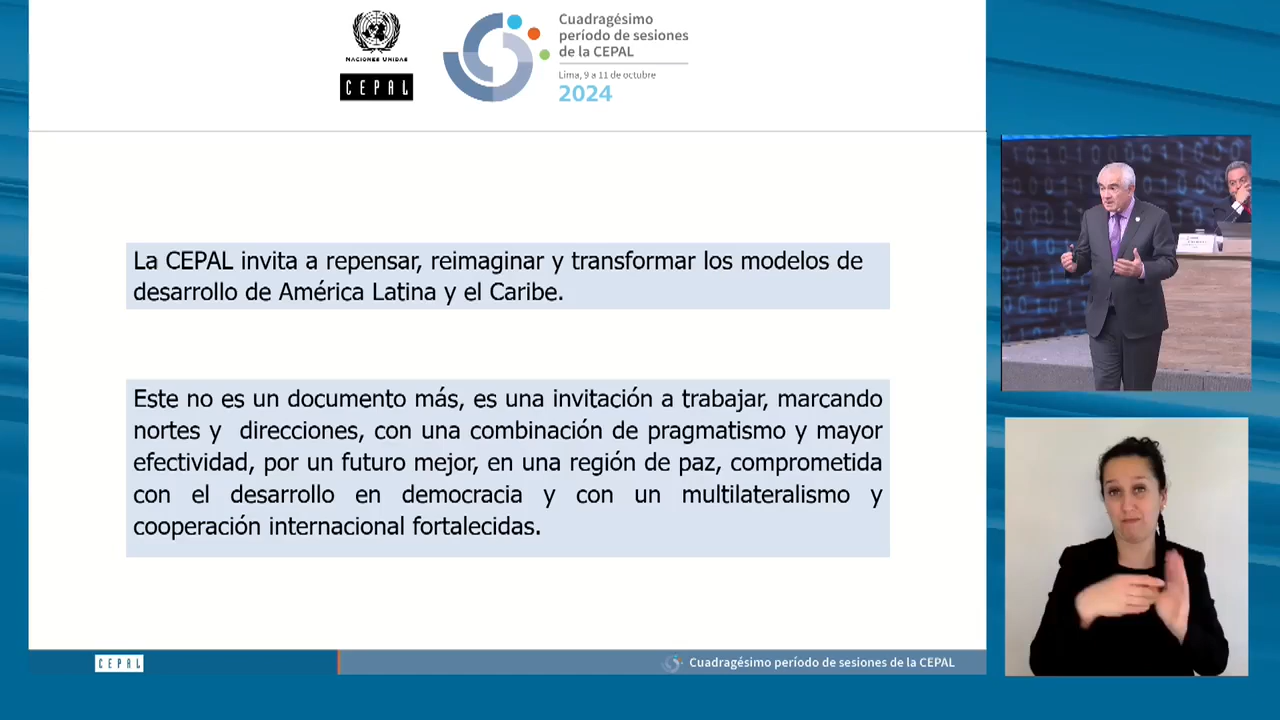 NACIONES UNIDAS
CEPAL
Cuadragésimo
período de sesiones
de la CEPAL
Lima, 9 a 11 de octubre
2024
La CEPAL invita a repensar, reimaginar y transformar los modelos de
desarrollo de América Latina y el Caribe.
Este no es un documento más, es una invitación a trabajar, marcando
nortes y direcciones, con una combinación de pragmatismo y mayor
efectividad, por un futuro mejor, en una región de paz, comprometida
con el desarrollo en democracia y con un multilateralismo y
cooperación internacional fortalecidas.
CEPAL
Cuadragésimo período de sesiones de la CEPAL